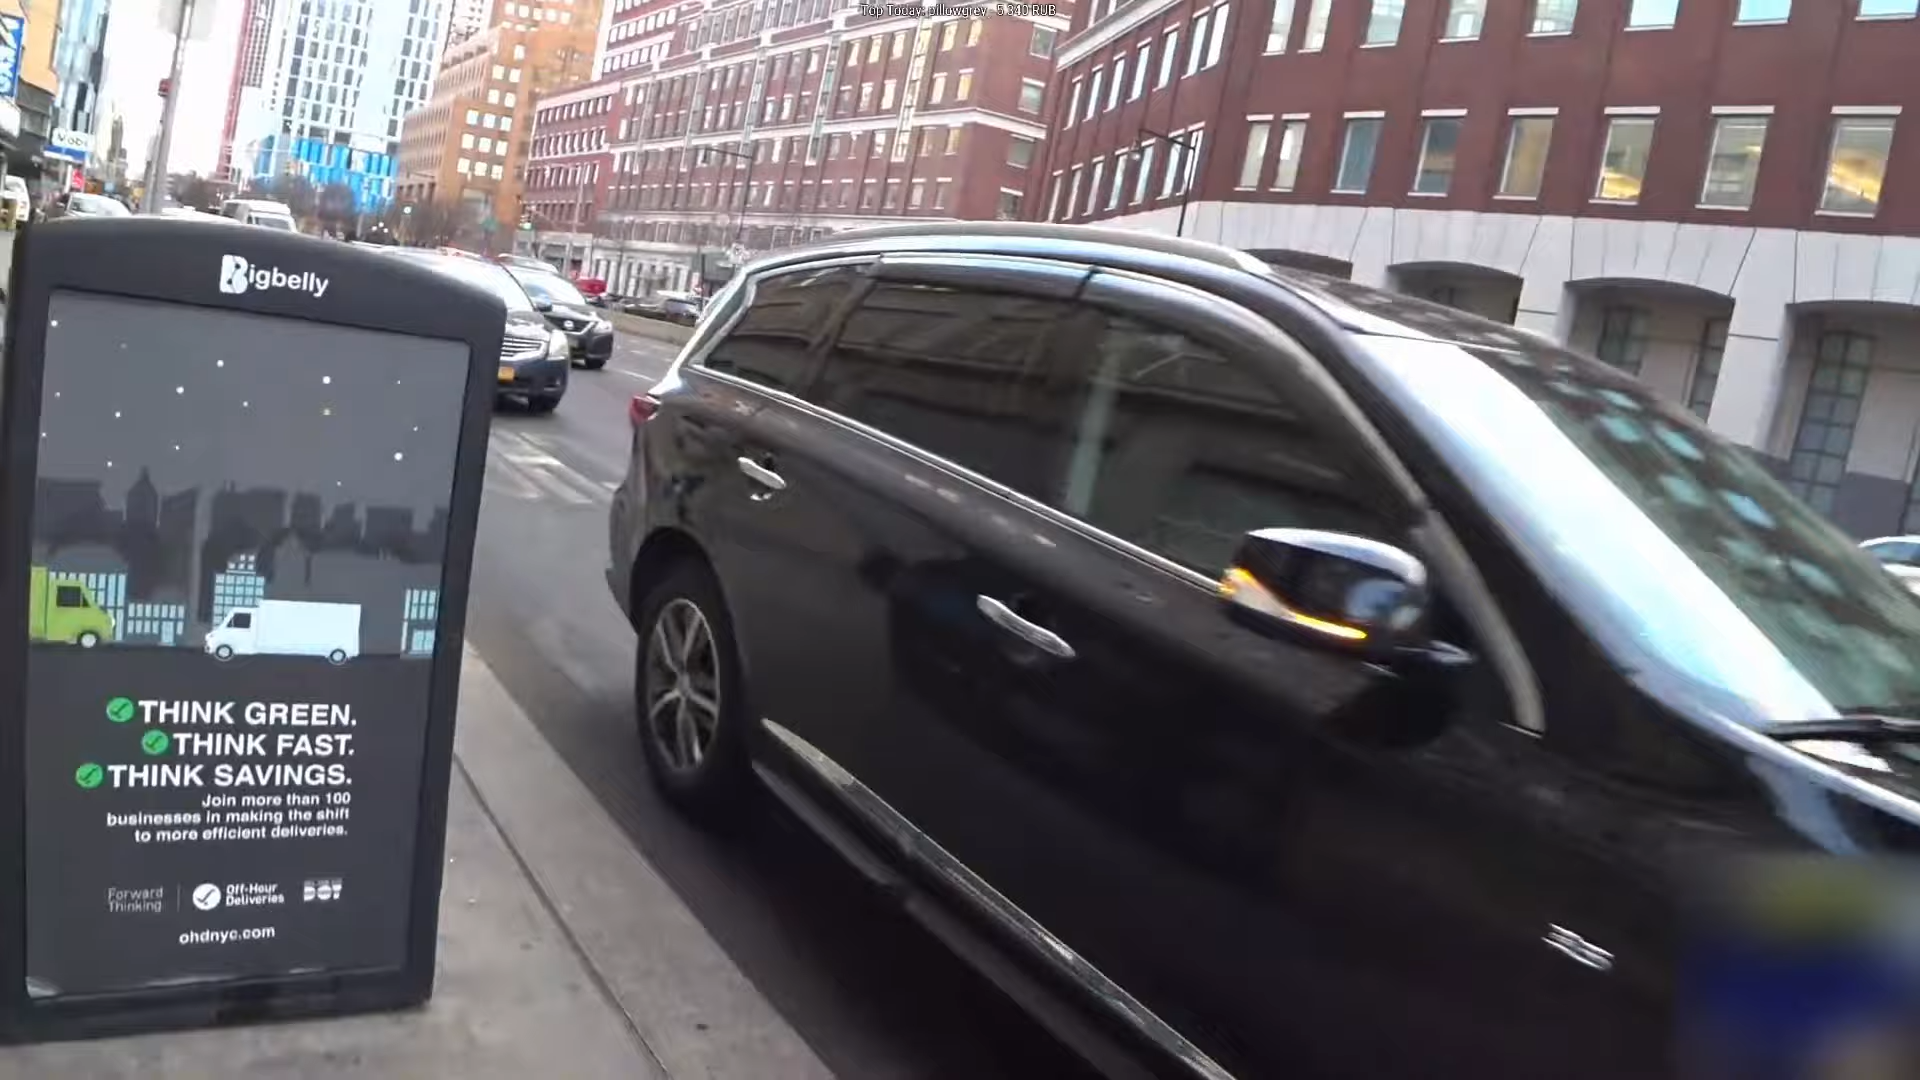 Top Today: pillowgrey - 5 340 RUB
Bigbelly
THINK GREEN.
THINK FAST.
THINK SAVINGS.
Join more than 100
businesses in making the shift
to more efficient deliveries.
Forward
Thinking
Off-Hour
Deliveries
DOT
ohdnyc.com